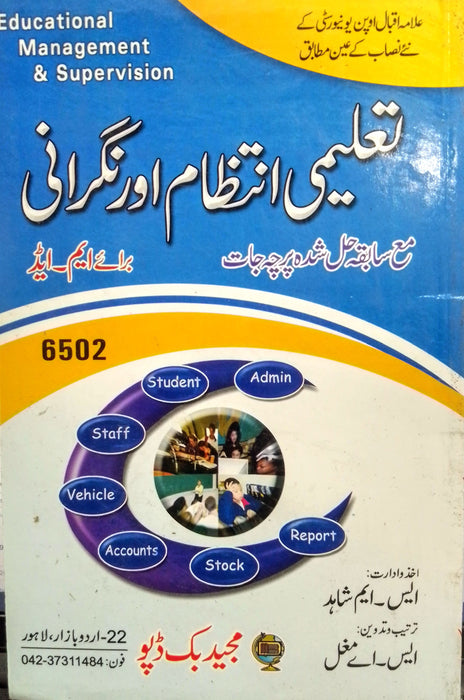 Educational
Management
& Supervision
علامہ اقبال اوپن یونیورسٹی کے
نئے نصاب کے عین مطابق
تعلیمی انتظام اور نگرانی
مع سابقہ حل شدہ پرچہ جات
برائے ایم۔ ایڈ
6502
Student
Admin
Staff
Vehicle
Accounts
Stock
Report
اخذ و ادارت:
ایس۔ ایم شاہد
ترتیب و تدوین:
ایس۔ اے مغل
مجید بک ڈپو
22-اردو بازار، لاہور
فون: 042-37311484